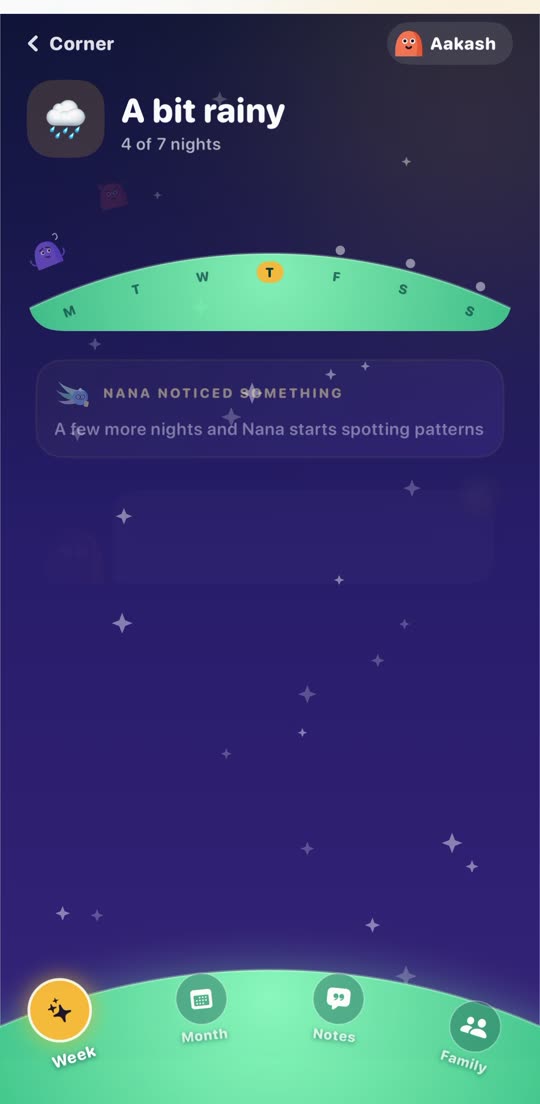 Corner
Aakash
A bit rainy
4 of 7 nights
M T W T F S S
NANA NOTICED SOMETHING
A few more nights and Nana starts spotting patterns
Week
Month
Notes
Family